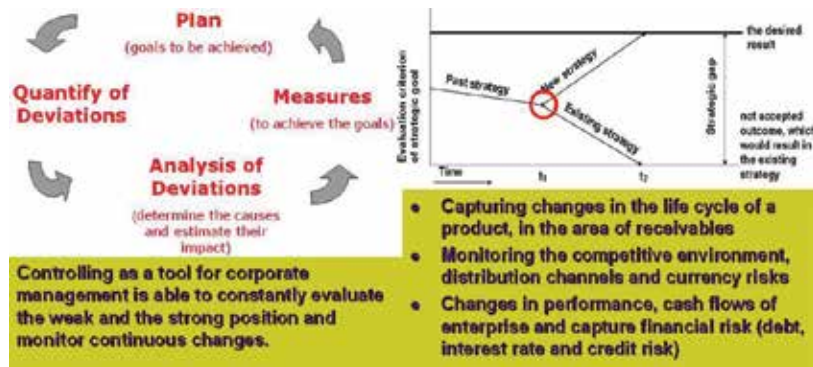 Plan
(goals to be achieved)
Quantify of
Deviations
Measures
(to achieve the goals)
Analysis of
Deviations
(determine the causes
and estimate their
impact)
Controlling as a tool for corporate
management is able to constantly evaluate
the weak and the strong position and
monitor continuous changes.
Evaluation criterion
of strategic goal
Past strategy
New strategy
Existing strategy
Strategic gap
the desired
result
not accepted
outcome, which
would result in
the existing
strategy
Time
t₁
t₂
• Capturing changes in the life cycle of a
product, in the area of receivables
• Monitoring the competitive environment,
distribution channels and currency risks
• Changes in performance, cash flows of
enterprise and capture financial risk (debt,
interest rate and credit risk)